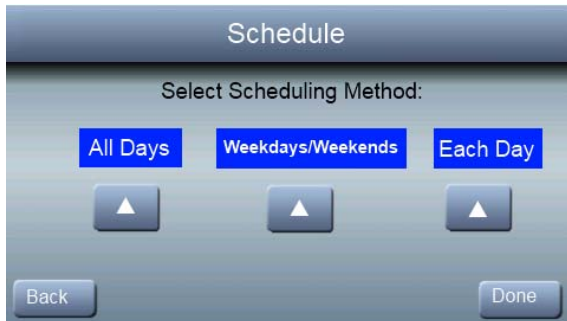 Schedule
Select Scheduling Method:
All Days Weekdays/Weekends Each Day
Back Done